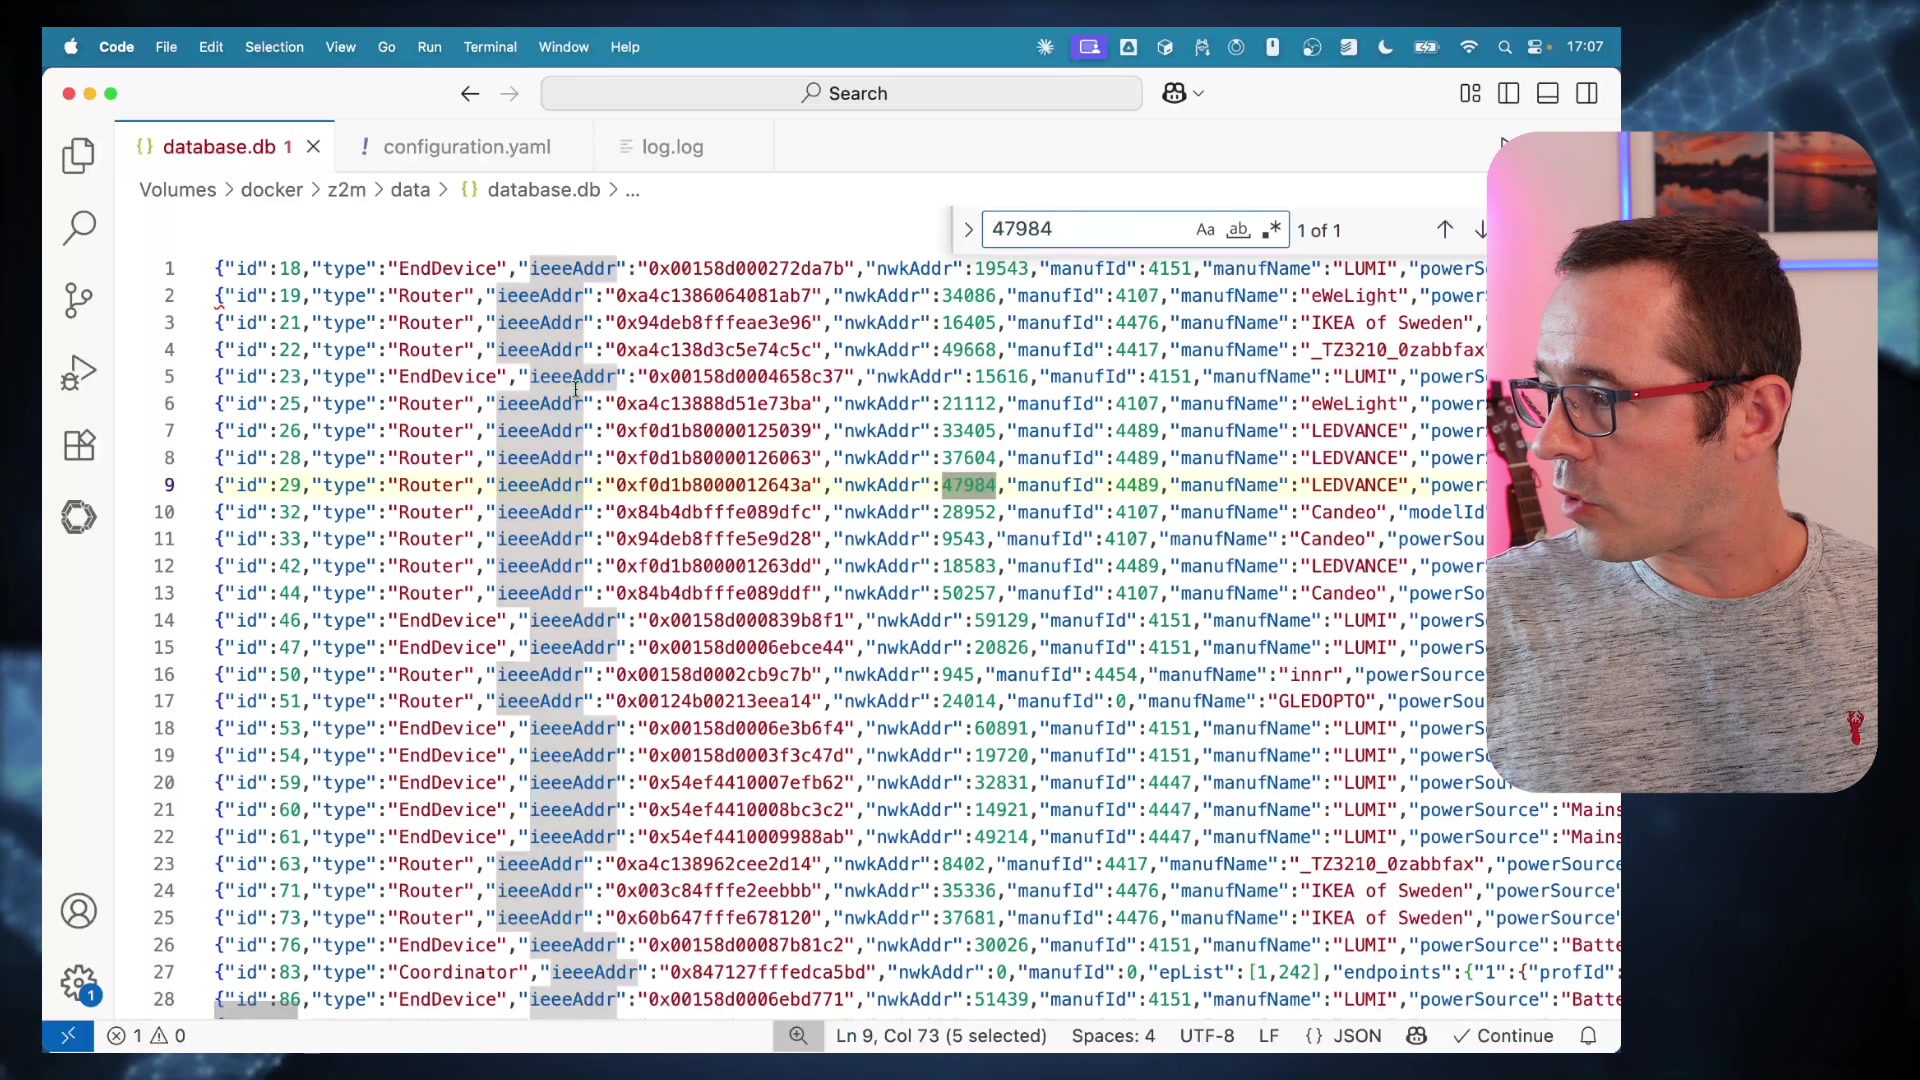 Code File Edit Selection View Go Run Terminal Window Help 17:07
Search
database.db 1 configuration.yaml log.log
Volumes > docker > z2m > data > {} database.db > ...
47984 Aa ab 1 of 1
1 {"id":18,"type":"EndDevice","ieeeAddr":"0x00158d000272da7b","nwkAddr":19543,"manufId":4151,"manufName":"LUMI","powerS
2 {"id":19,"type":"Router","ieeeAddr":"0xa4c1386064081ab7","nwkAddr":34086,"manufId":4107,"manufName":"eWeLight","powerS
3 {"id":21,"type":"Router","ieeeAddr":"0x94deb8fffeae3e96","nwkAddr":16405,"manufId":4476,"manufName":"IKEA of Sweden","
4 {"id":22,"type":"Router","ieeeAddr":"0xa4c138d3c5e74c5c","nwkAddr":49668,"manufId":4417,"manufName":"_TZ3210_0zabbfax"
5 {"id":23,"type":"EndDevice","ieeeAddr":"0x00158d0004658c37","nwkAddr":15616,"manufId":4151,"manufName":"LUMI","powerS
6 {"id":25,"type":"Router","ieeeAddr":"0xa4c13888d51e73ba","nwkAddr":21112,"manufId":4107,"manufName":"eWeLight","powerS
7 {"id":26,"type":"Router","ieeeAddr":"0xf0d1b80000125039","nwkAddr":33405,"manufId":4489,"manufName":"LEDVANCE","powerS
8 {"id":28,"type":"Router","ieeeAddr":"0xf0d1b80000126063","nwkAddr":37604,"manufId":4489,"manufName":"LEDVANCE","powerS
9 {"id":29,"type":"Router","ieeeAddr":"0xf0d1b8000012643a","nwkAddr":47984,"manufId":4489,"manufName":"LEDVANCE","powerS
10 {"id":32,"type":"Router","ieeeAddr":"0x84b4dbfffe089dfc","nwkAddr":28952,"manufId":4107,"manufName":"Candeo","modelId
11 {"id":33,"type":"Router","ieeeAddr":"0x94deb8fffe5e9d28","nwkAddr":9543,"manufId":4107,"manufName":"Candeo","powerSou
12 {"id":42,"type":"Router","ieeeAddr":"0xf0d1b800001263dd","nwkAddr":18583,"manufId":4489,"manufName":"LEDVANCE","powerS
13 {"id":44,"type":"Router","ieeeAddr":"0x84b4dbfffe089ddf","nwkAddr":50257,"manufId":4107,"manufName":"Candeo","powerSo
14 {"id":46,"type":"EndDevice","ieeeAddr":"0x00158d000839b8f1","nwkAddr":59129,"manufId":4151,"manufName":"LUMI","powerS
15 {"id":47,"type":"EndDevice","ieeeAddr":"0x00158d0006ebce44","nwkAddr":20826,"manufId":4151,"manufName":"LUMI","powerS
16 {"id":50,"type":"Router","ieeeAddr":"0x00158d0002cb9c7b","nwkAddr":945,"manufId":4454,"manufName":"innr","powerSource
17 {"id":51,"type":"Router","ieeeAddr":"0x00124b00213eea14","nwkAddr":24014,"manufId":0,"manufName":"GLEDOPTO","powerSou
18 {"id":53,"type":"EndDevice","ieeeAddr":"0x00158d0006e3b6f4","nwkAddr":60891,"manufId":4151,"manufName":"LUMI","powerS
19 {"id":54,"type":"EndDevice","ieeeAddr":"0x00158d0003f3c47d","nwkAddr":19720,"manufId":4151,"manufName":"LUMI","powerS
20 {"id":59,"type":"EndDevice","ieeeAddr":"0x54ef4410007efb62","nwkAddr":32831,"manufId":4447,"manufName":"LUMI","powerSou
21 {"id":60,"type":"EndDevice","ieeeAddr":"0x54ef4410008bc3c2","nwkAddr":14921,"manufId":4447,"manufName":"LUMI","powerSource":"Mains
22 {"id":61,"type":"EndDevice","ieeeAddr":"0x54ef4410009988ab","nwkAddr":49214,"manufId":4447,"manufName":"LUMI","powerSource":"Mains
23 {"id":63,"type":"Router","ieeeAddr":"0xa4c138962cee2d14","nwkAddr":8402,"manufId":4417,"manufName":"_TZ3210_0zabbfax","powerSource
24 {"id":71,"type":"Router","ieeeAddr":"0x003c84fffe2eebbb","nwkAddr":35336,"manufId":4476,"manufName":"IKEA of Sweden","powerSource"
25 {"id":73,"type":"Router","ieeeAddr":"0x60b647fffe678120","nwkAddr":37681,"manufId":4476,"manufName":"IKEA of Sweden","powerSource"
26 {"id":76,"type":"EndDevice","ieeeAddr":"0x00158d00087b81c2","nwkAddr":30026,"manufId":4151,"manufName":"LUMI","powerSource":"Batte
27 {"id":83,"type":"Coordinator","ieeeAddr":"0x847127fffedca5bd","nwkAddr":0,"manufId":0,"epList":[1,242],"endpoints":{"1":{"profId":
28 {"id":86,"type":"EndDevice","ieeeAddr":"0x00158d0006ebd771","nwkAddr":51439,"manufId":4151,"manufName":"LUMI","powerSource":"Batte
1
1 0 Ln 9, Col 73 (5 selected) Spaces: 4 UTF-8 LF {} JSON Continue